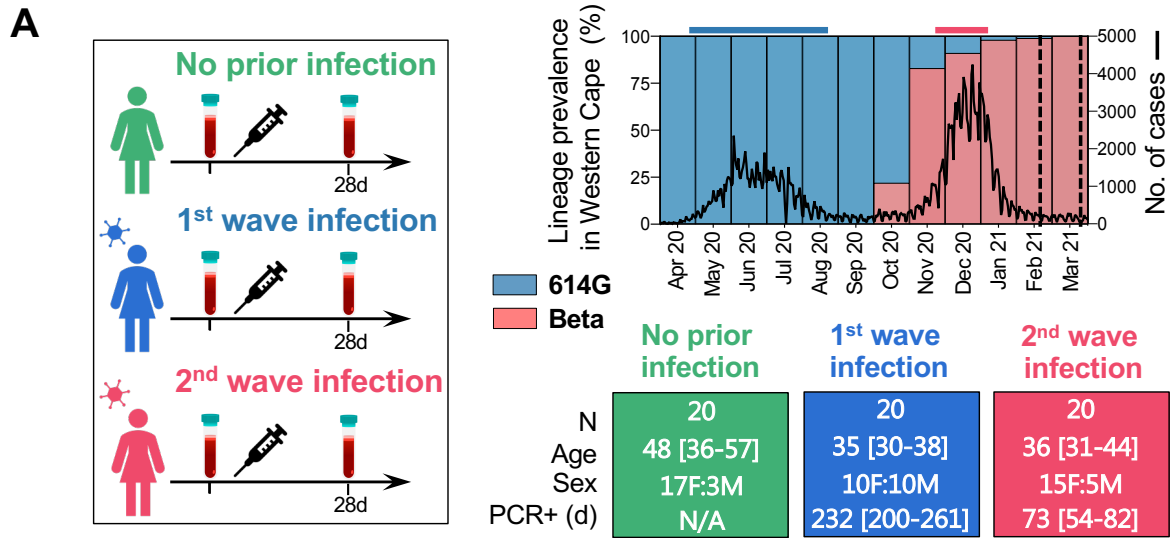 A
No prior infection
28d
1st wave infection
28d
2nd wave infection
28d
Lineage prevalence
in Western Cape (%)
100
75
50
25
0
5000
4000
3000
2000
1000
0
No. of cases
Apr 20
May 20
Jun 20
Jul 20
Aug 20
Sep 20
Oct 20
Nov 20
Dec 20
Jan 21
Feb 21
Mar 21
614G
Beta
No prior
infection
1st wave
infection
2nd wave
infection
N
20
20
20
Age
48 [36-57]
35 [30-38]
36 [31-44]
Sex
17F:3M
10F:10M
15F:5M
PCR+ (d)
N/A
232 [200-261]
73 [54-82]